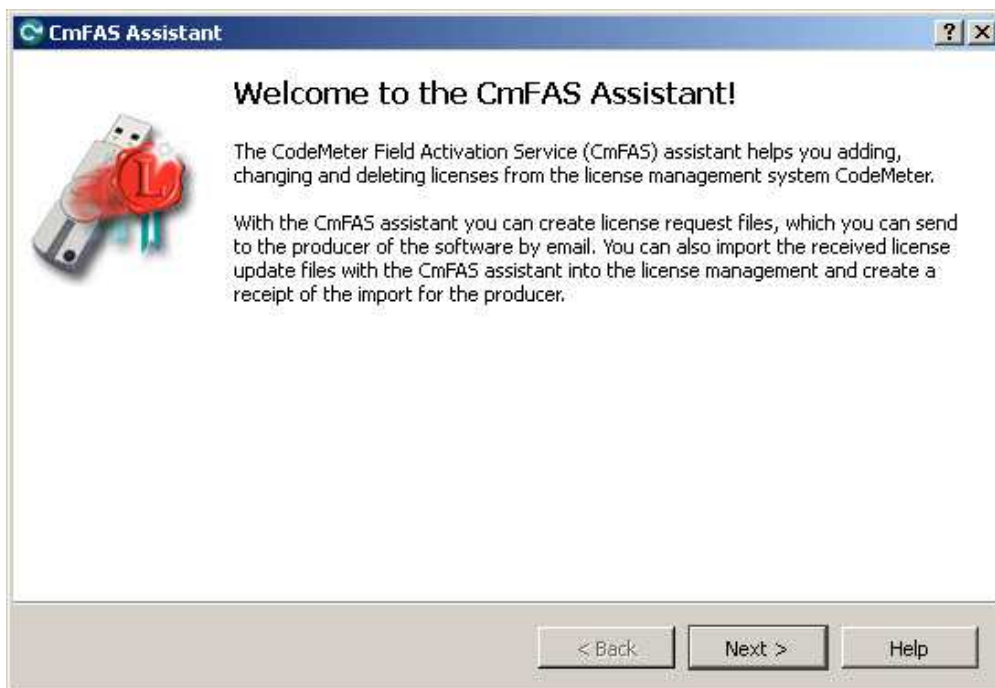 CmFAS Assistant
Welcome to the CmFAS Assistant!
The CodeMeter Field Activation Service (CmFAS) assistant helps you adding,
changing and deleting licenses from the license management system CodeMeter.
With the CmFAS assistant you can create license request files, which you can send
to the producer of the software by email. You can also import the received license
update files with the CmFAS assistant into the license management and create a
receipt of the import for the producer.
L
< Back Next > Help